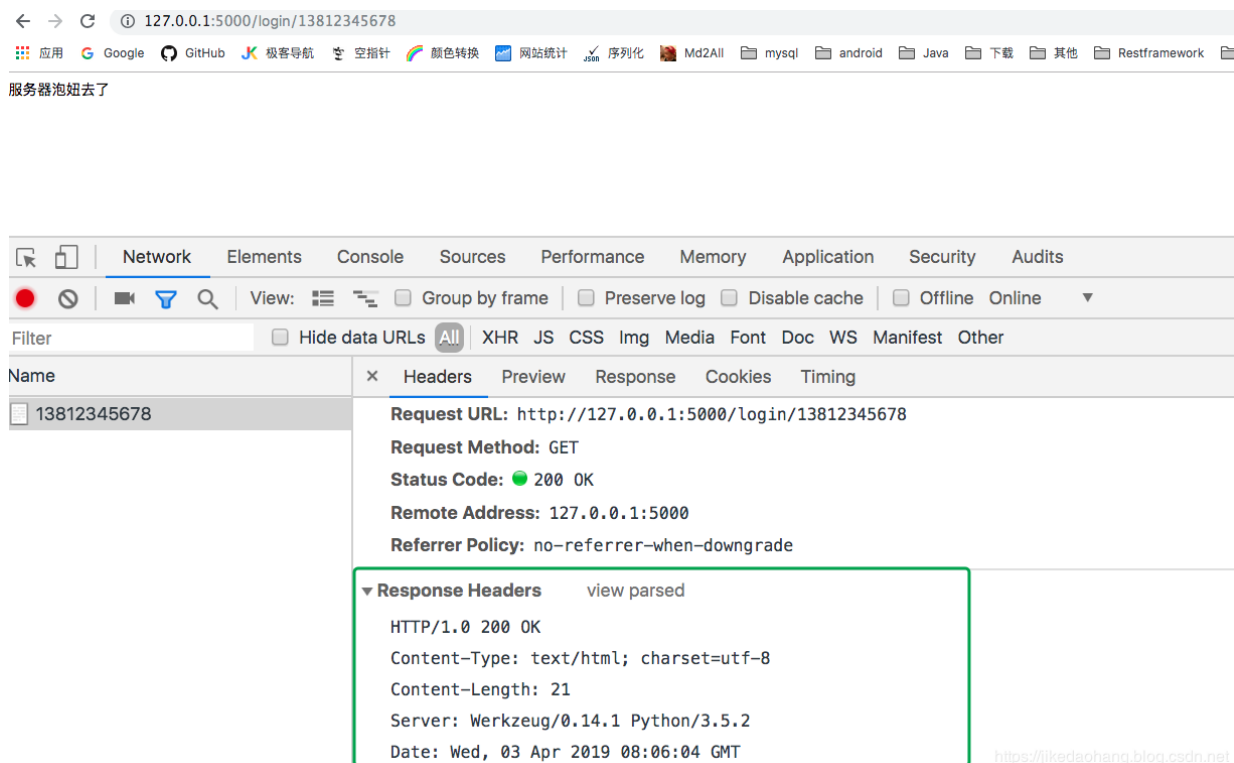 127.0.0.1:5000/login/13812345678
应用 Google GitHub 极客导航 空指针 颜色转换 网站统计 JSON 序列化 Md2All mysql android Java 下载 其他 Restframework
服务器泡妞去了
Network Elements Console Sources Performance Memory Application Security Audits
View: Group by frame Preserve log Disable cache Offline Online
Filter Hide data URLs All XHR JS CSS Img Media Font Doc WS Manifest Other
Name × Headers Preview Response Cookies Timing
13812345678
Request URL: http://127.0.0.1:5000/login/13812345678
Request Method: GET
Status Code: 200 OK
Remote Address: 127.0.0.1:5000
Referrer Policy: no-referrer-when-downgrade
Response Headers view parsed
HTTP/1.0 200 OK
Content-Type: text/html; charset=utf-8
Content-Length: 21
Server: Werkzeug/0.14.1 Python/3.5.2
Date: Wed, 03 Apr 2019 08:06:04 GMT
https://jikedaohang.blog.csdn.net